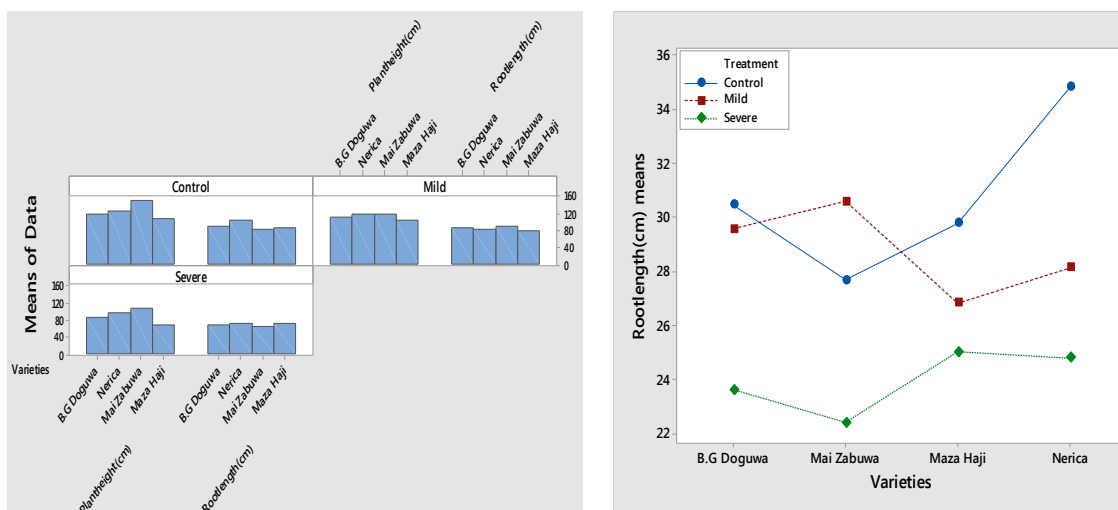 Plantheight(cm)
Rootlength(cm)
B.G Doguwa
Nerica
Mai Zabuwa
Maza Haji
B.G Doguwa
Nerica
Mai Zabuwa
Maza Haji
Control
Mild
160
120
80
40
0
Severe
160
120
80
40
0
Means of Data
Varieties
B.G Doguwa
Nerica
Mai Zabuwa
Maza Haji
B.G Doguwa
Nerica
Mai Zabuwa
Maza Haji
Plantheight(cm)
Rootlength(cm)
36
34
32
30
28
26
24
22
Rootlength(cm) means
Treatment
Control
Mild
Severe
B.G Doguwa
Mai Zabuwa
Maza Haji
Nerica
Varieties